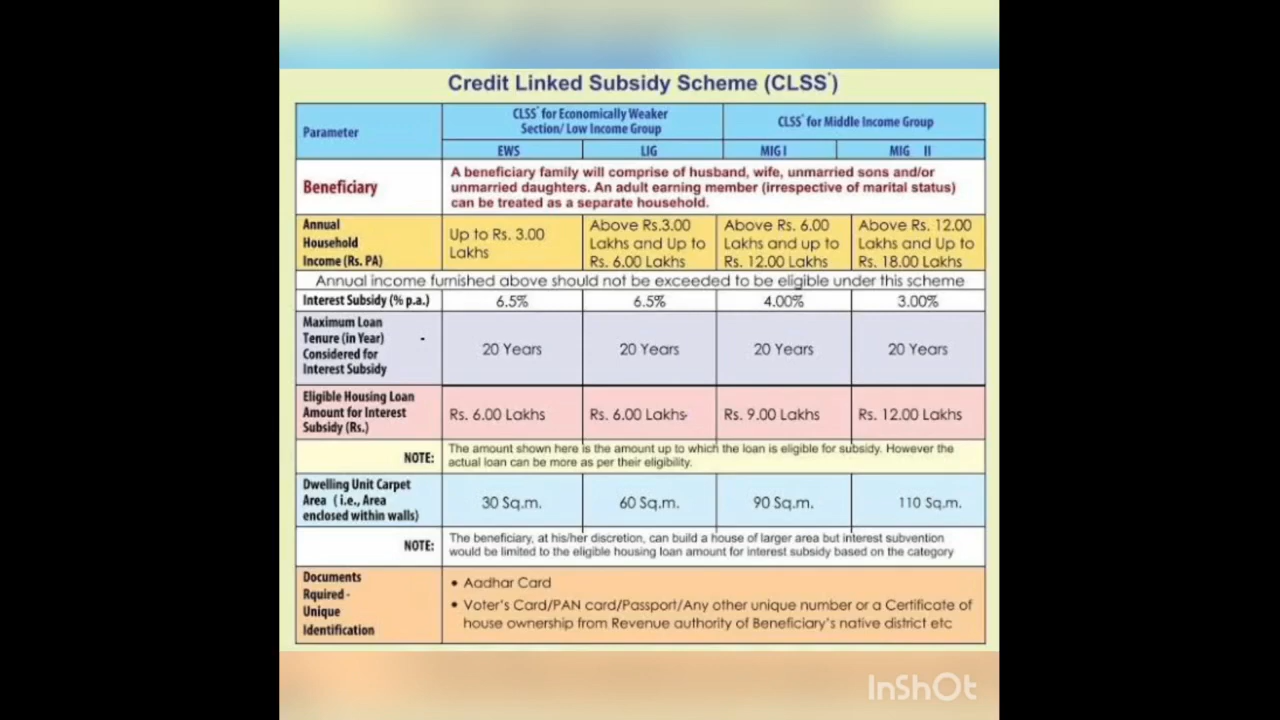 Credit Linked Subsidy Scheme (CLSS*)
Parameter
CLSS* for Economically Weaker
Section/ Low Income Group
CLSS* for Middle Income Group
EWS LIG MIG I MIG II
Beneficiary
A beneficiary family will comprise of husband, wife, unmarried sons and/or
unmarried daughters. An adult earning member (irrespective of marital status)
can be treated as a separate household.
Annual
Household
Income (Rs. PA)
Up to Rs. 3.00
Lakhs
Above Rs.3.00
Lakhs and Up to
Rs. 6.00 Lakhs
Above Rs. 6.00
Lakhs and up to
Rs. 12.00 Lakhs
Above Rs. 12.00
Lakhs and Up to
Rs. 18.00 Lakhs
Annual income furnished above should not be exceeded to be eligible under this scheme
Interest Subsidy (% p.a.) 6.5% 6.5% 4.00% 3.00%
Maximum Loan
Tenure (in Year) -
Considered for
Interest Subsidy
20 Years 20 Years 20 Years 20 Years
Eligible Housing Loan
Amount for Interest
Subsidy (Rs.)
Rs. 6.00 Lakhs Rs. 6.00 Lakhs Rs. 9.00 Lakhs Rs. 12.00 Lakhs
NOTE:
The amount shown here is the amount up to which the loan is eligible for subsidy. However the
actual loan can be more as per their eligibility.
Dwelling Unit Carpet
Area ( i.e., Area
enclosed within walls)
30 Sq.m. 60 Sq.m. 90 Sq.m. 110 Sq.m.
NOTE:
The beneficiary, at his/her discretion, can build a house of larger area but interest subvention
would be limited to the eligible housing loan amount for interest subsidy based on the category
Documents
Rquired -
Unique
Identification
• Aadhar Card
• Voter's Card/PAN card/Passport/Any other unique number or a Certificate of
house ownership from Revenue authority of Beneficiary's native district etc
InShOt